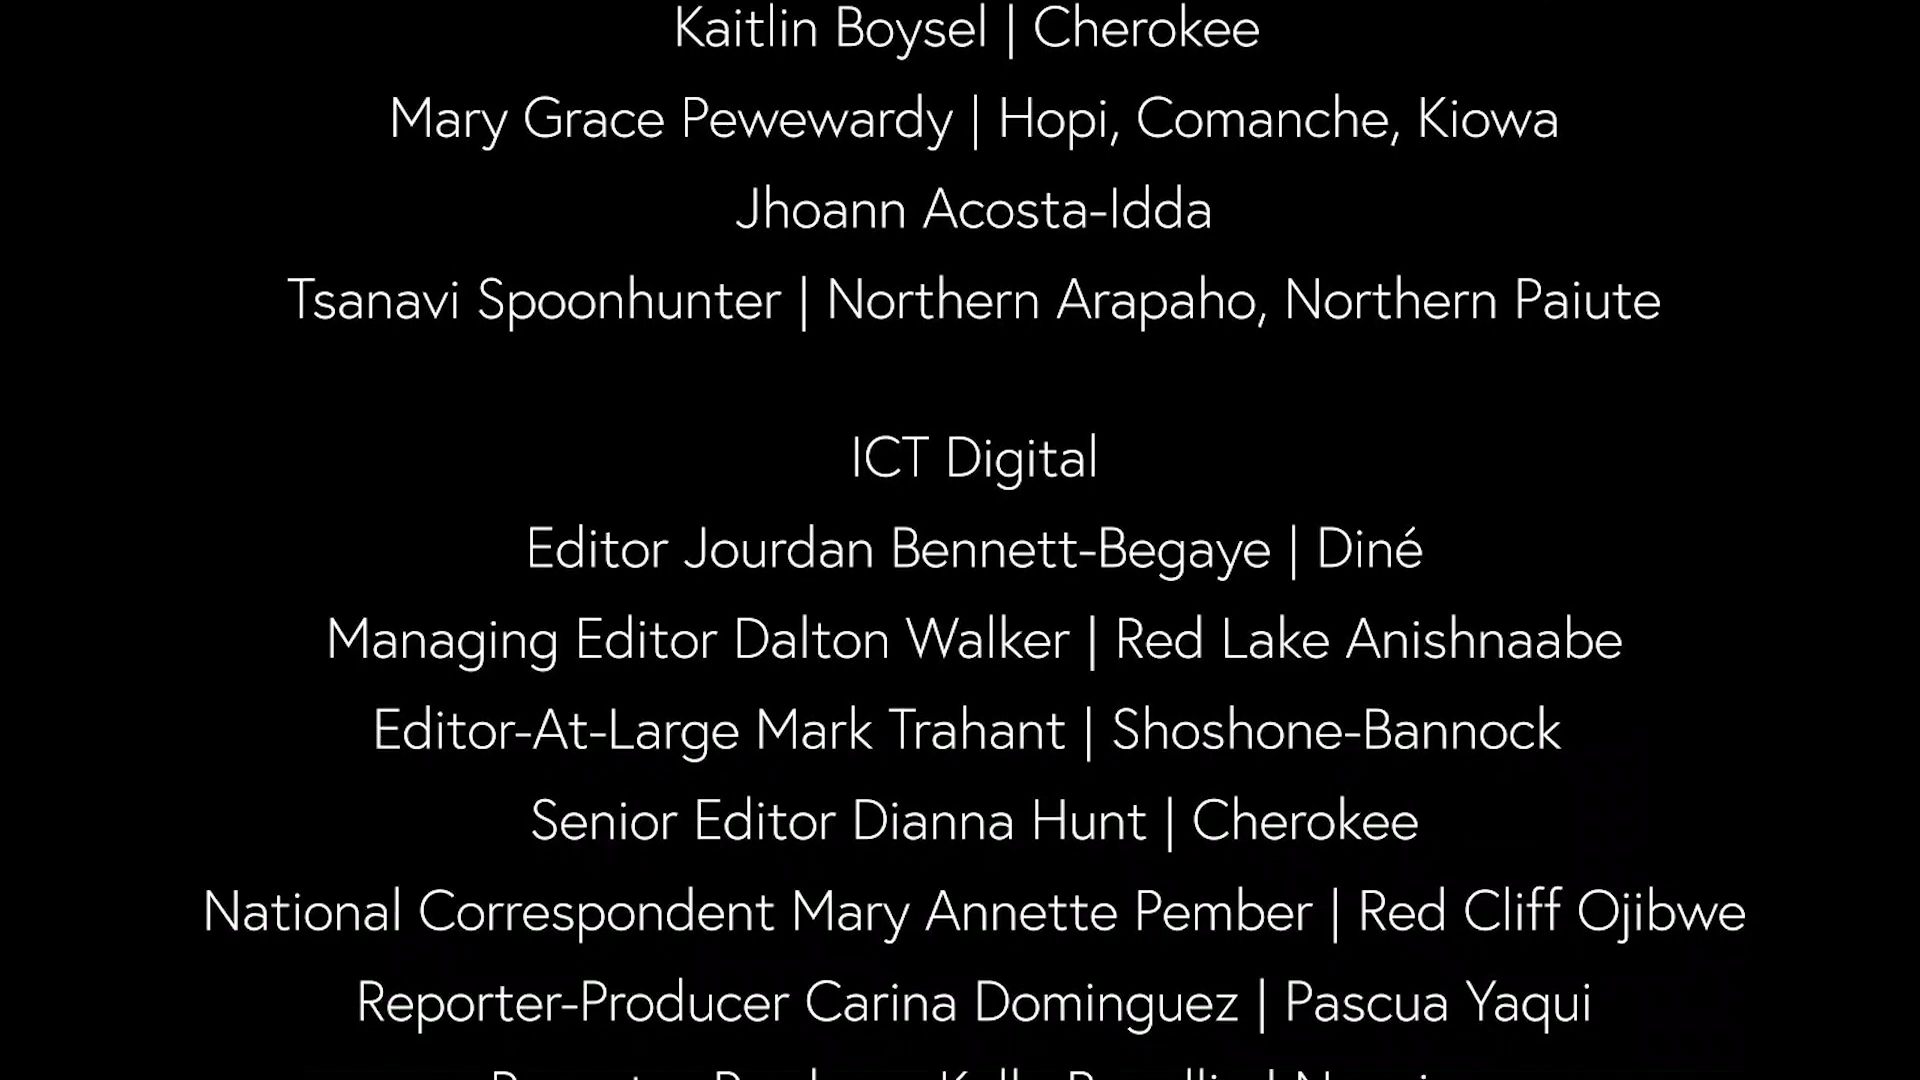 Kaitlin Boysel | Cherokee
Mary Grace Pewewardy | Hopi, Comanche, Kiowa
Jhoann Acosta-Idda
Tsanavi Spoonhunter | Northern Arapaho, Northern Paiute
ICT Digital
Editor Jourdan Bennett-Begaye | Diné
Managing Editor Dalton Walker | Red Lake Anishnaabe
Editor-At-Large Mark Trahant | Shoshone-Bannock
Senior Editor Dianna Hunt | Cherokee
National Correspondent Mary Annette Pember | Red Cliff Ojibwe
Reporter-Producer Carina Dominguez | Pascua Yaqui